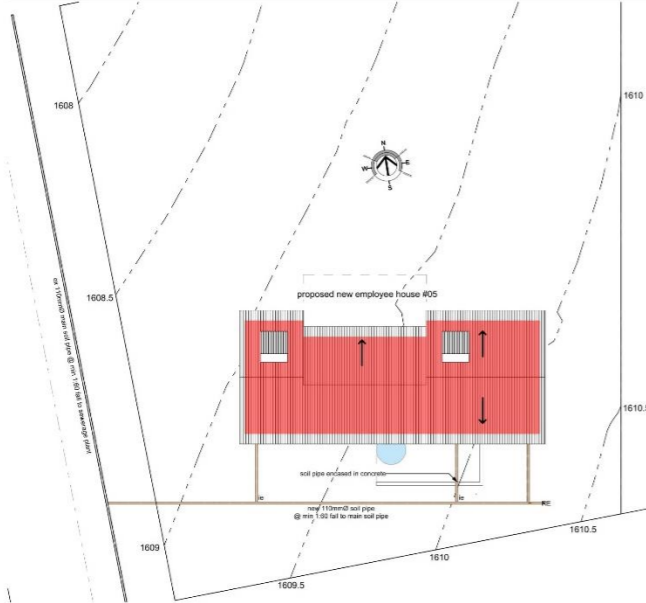 1608
1610
N
W
E
S
1608.5
proposed new employee house #05
ex 110mmØ main soil pipe @ min 1:60 fall to sewerage plant
1610.5
soil pipe encased in concrete
ie
ie
RE
new 110mmØ soil pipe
@ min 1:60 fall to main soil pipe
1609
1610
1610.5
1609.5